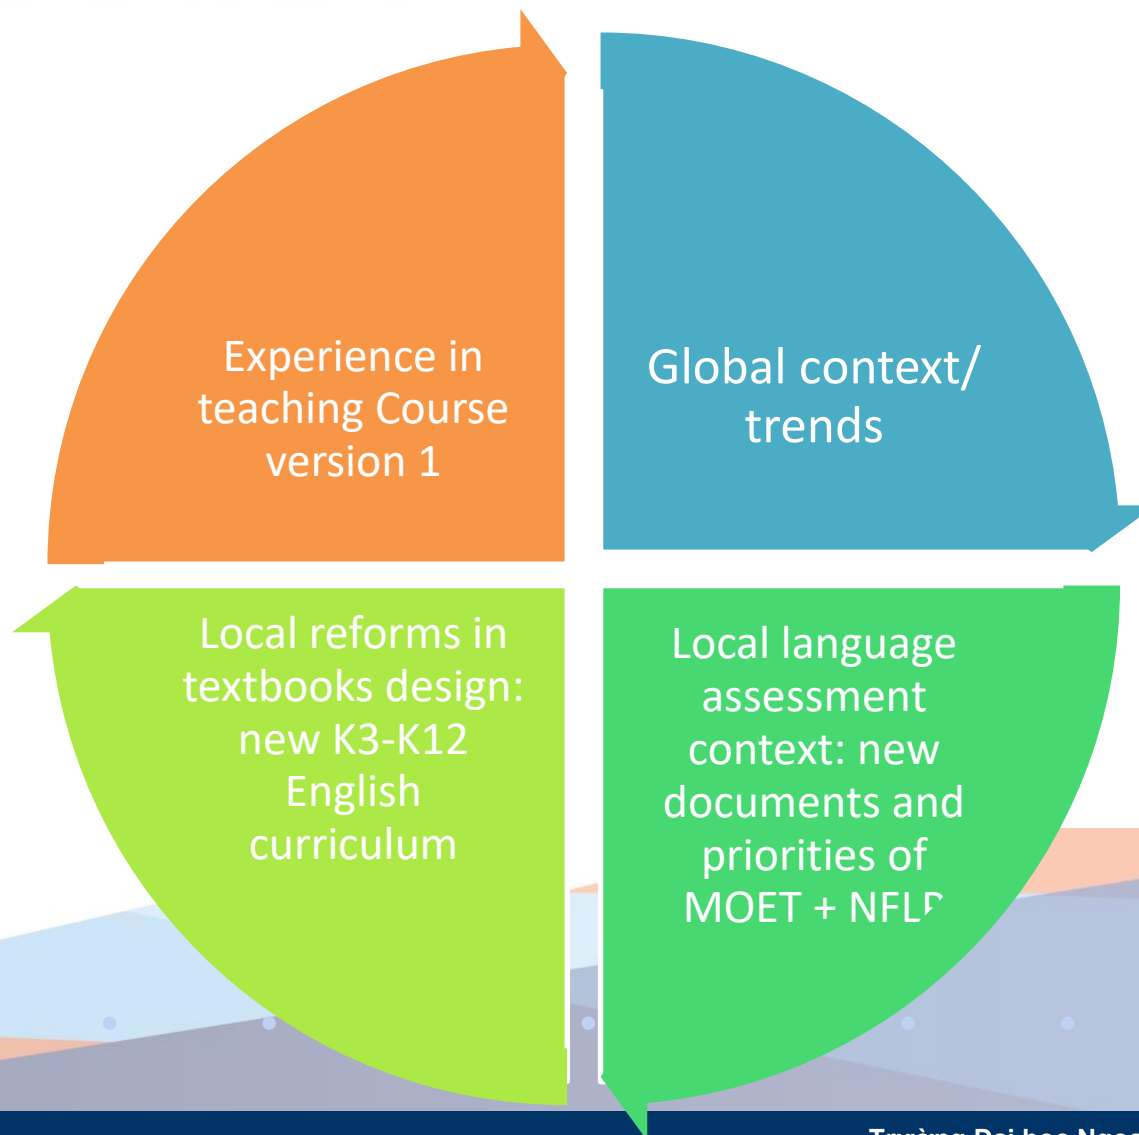 Experience in
teaching Course
version 1
Global context/
trends
Local reforms in
textbooks design:
new K3-K12
English
curriculum
Local language
assessment
context: new
documents and
priorities of
MOET + NFLP